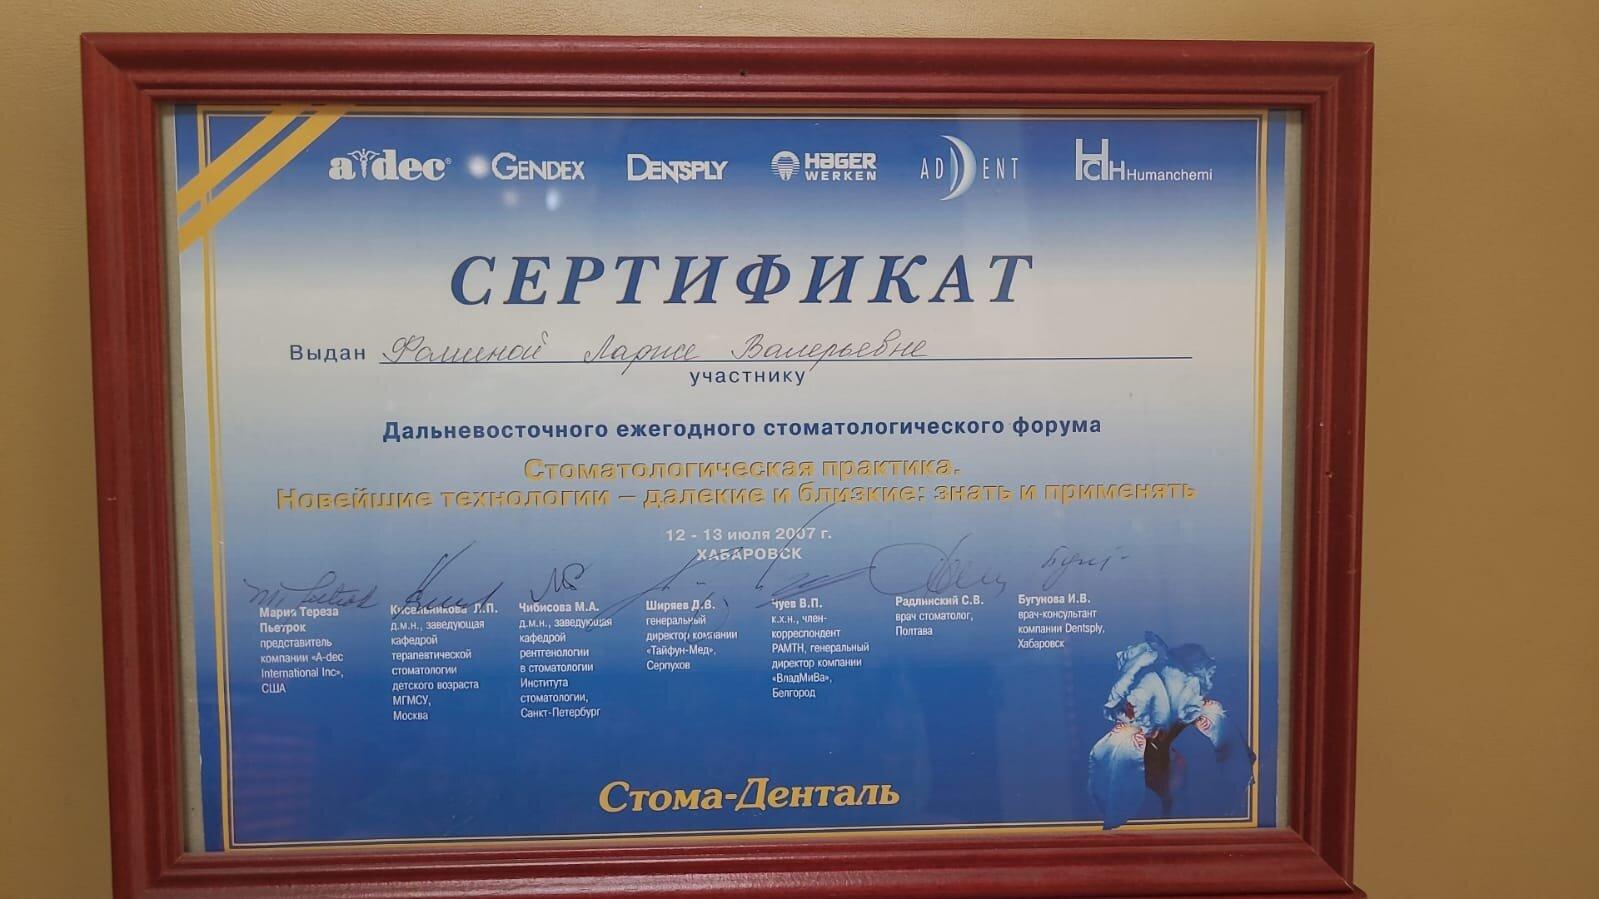 a-dec® GENDEX DENTSPLY HAGER WERKEN AD DENT HCH Humanchemi
СЕРТИФИКАТ
Выдан Фоминой Ларисе Валерьевне
участнику
Дальневосточного ежегодного стоматологического форума
Стоматологическая практика.
Новейшие технологии – далекие и близкие: знать и применять
12 - 13 июля 2007 г.
ХАБАРОВСК
Мария Тереза
Пьетрок
представитель
компании «A-dec
International Inc»,
США
Кисельникова Л.П.
д.м.н., заведующая
кафедрой
терапевтической
стоматологии
детского возраста
МГМСУ,
Москва
Чибисова М.А.
д.м.н., заведующая
кафедрой
рентгенологии
в стоматологии
Института
стоматологии,
Санкт-Петербург
Ширяев Д.В.
генеральный
директор компании
«Тайфун-Мед»,
Серпухов
Чуев В.П.
к.х.н., член-
корреспондент
РАМТН, генеральный
директор компании
«ВладМиВа»,
Белгород
Радлинский С.В.
врач стоматолог,
Полтава
Бугунова И.В.
врач-консультант
компании Dentsply,
Хабаровск
Стома-Денталь